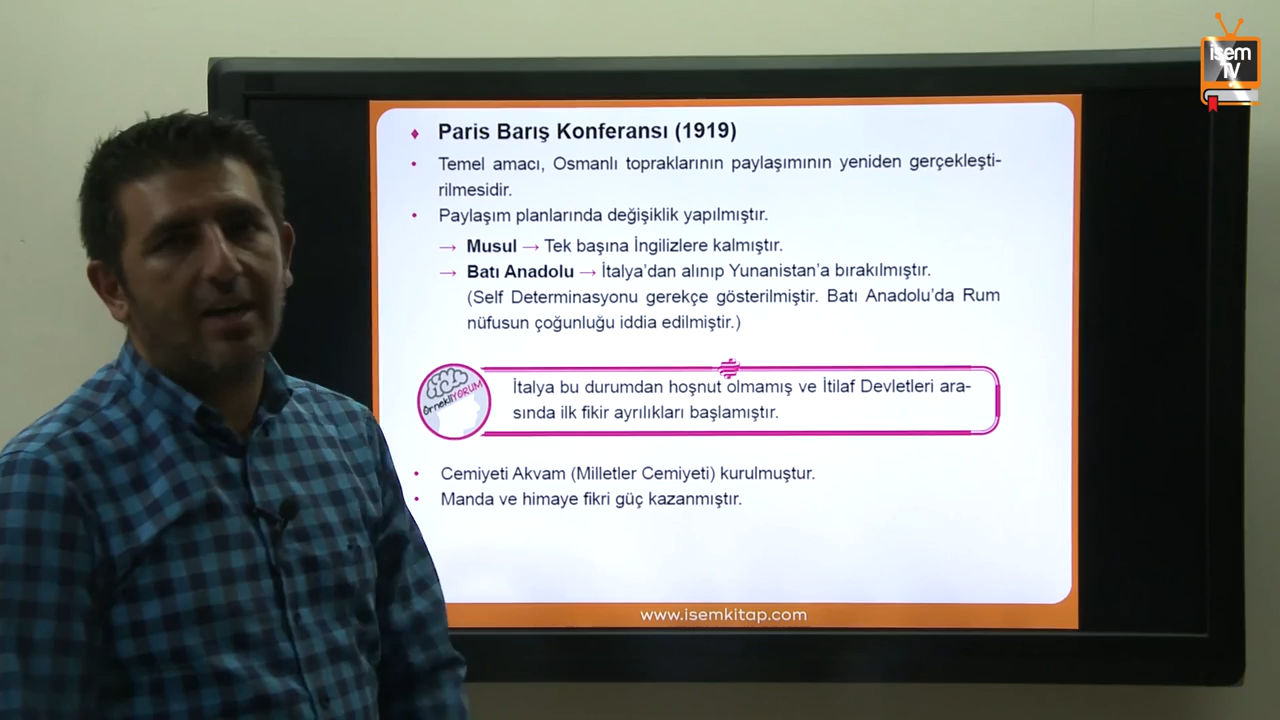 isem
TV
Paris Barış Konferansı (1919)
Temel amacı, Osmanlı topraklarının paylaşımının yeniden gerçekleşti-
rilmesidir.
Paylaşım planlarında değişiklik yapılmıştır.
→ Musul → Tek başına İngilizlere kalmıştır.
→ Batı Anadolu → İtalya'dan alınıp Yunanistan'a bırakılmıştır.
(Self Determinasyonu gerekçe gösterilmiştir. Batı Anadolu'da Rum
nüfusun çoğunluğu iddia edilmiştir.)
ÖrnekliYORUM
İtalya bu durumdan hoşnut olmamış ve İtilaf Devletleri ara-
sında ilk fikir ayrılıkları başlamıştır.
Cemiyeti Akvam (Milletler Cemiyeti) kurulmuştur.
Manda ve himaye fikri güç kazanmıştır.
www.isemkitap.com